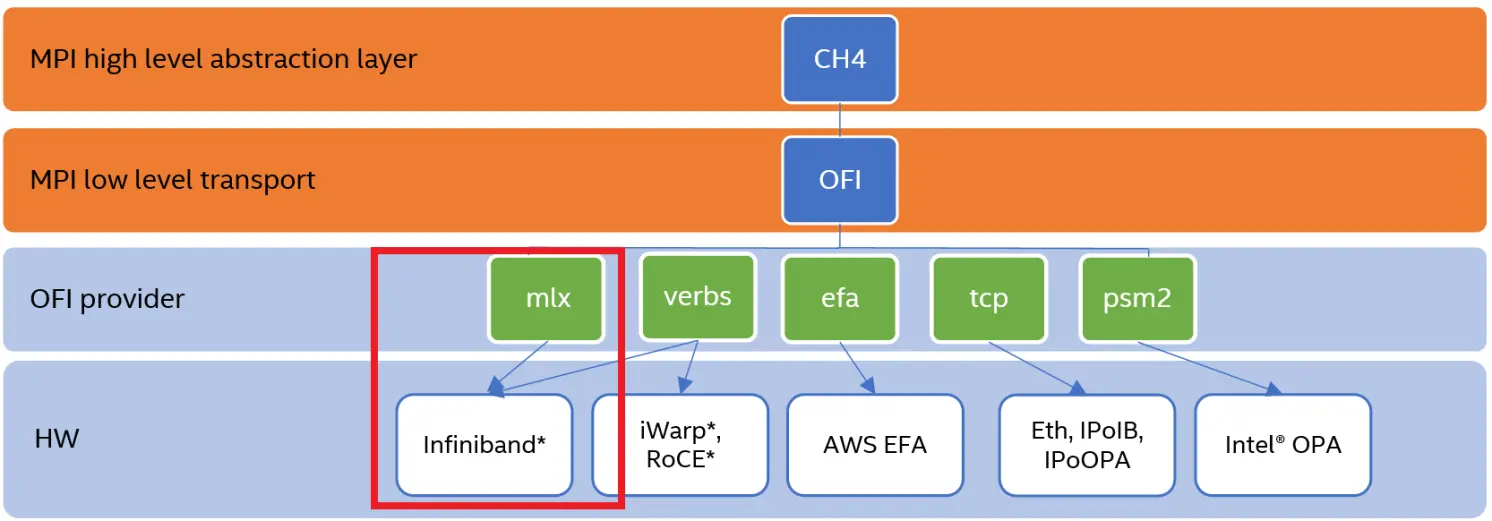 MPI high level abstraction layer
CH4
MPI low level transport
OFI
OFI provider
mlx
verbs
efa
tcp
psm2
HW
Infiniband*
iWarp*,
RoCE*
AWS EFA
Eth, IPoIB,
IPoOPA
Intel® OPA